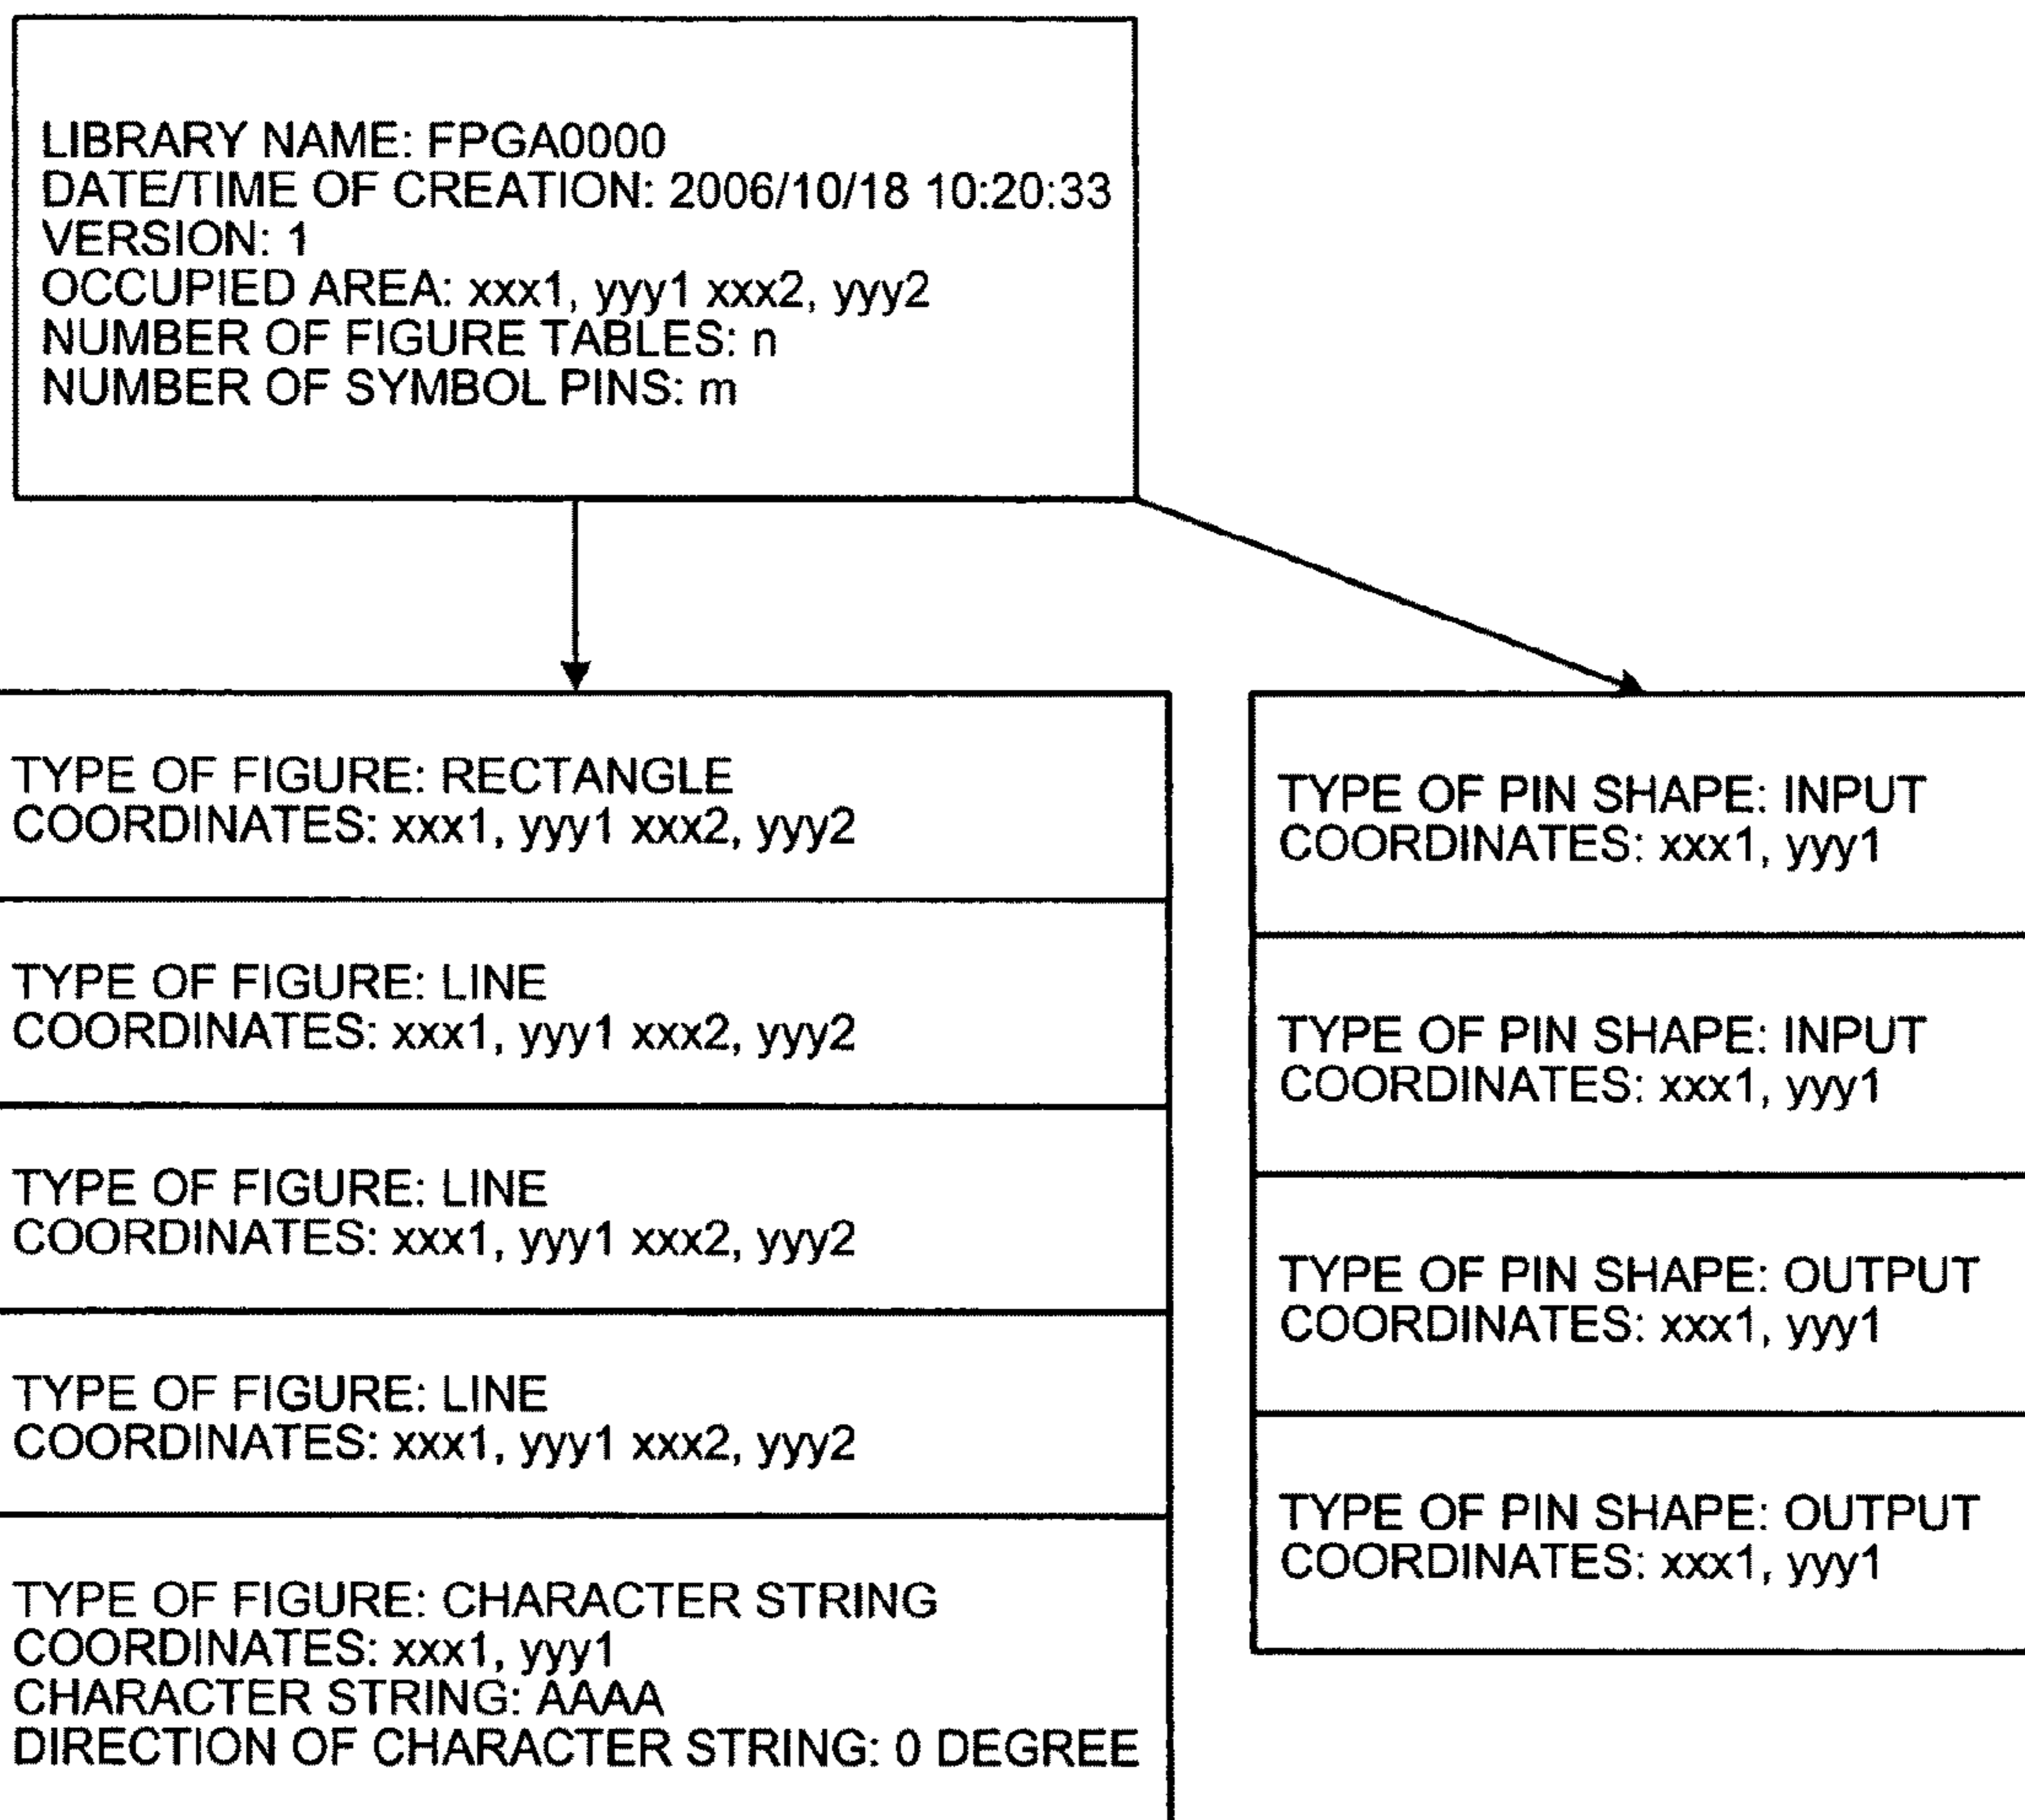 LIBRARY NAME: FPGA0000
DATE/TIME OF CREATION: 2006/10/18 10:20:33
VERSION: 1
OCCUPIED AREA: xxx1, yyy1 xxx2, yyy2
NUMBER OF FIGURE TABLES: n
NUMBER OF SYMBOL PINS: m
TYPE OF FIGURE: RECTANGLE
COORDINATES: xxx1, yyy1 xxx2, yyy2
TYPE OF FIGURE: LINE
COORDINATES: xxx1, yyy1 xxx2, yyy2
TYPE OF FIGURE: LINE
COORDINATES: xxx1, yyy1 xxx2, yyy2
TYPE OF FIGURE: LINE
COORDINATES: xxx1, yyy1 xxx2, yyy2
TYPE OF FIGURE: CHARACTER STRING
COORDINATES: xxx1, yyy1
CHARACTER STRING: AAAA
DIRECTION OF CHARACTER STRING: 0 DEGREE
TYPE OF PIN SHAPE: INPUT
COORDINATES: xxx1, yyy1
TYPE OF PIN SHAPE: INPUT
COORDINATES: xxx1, yyy1
TYPE OF PIN SHAPE: OUTPUT
COORDINATES: xxx1, yyy1
TYPE OF PIN SHAPE: OUTPUT
COORDINATES: xxx1, yyy1